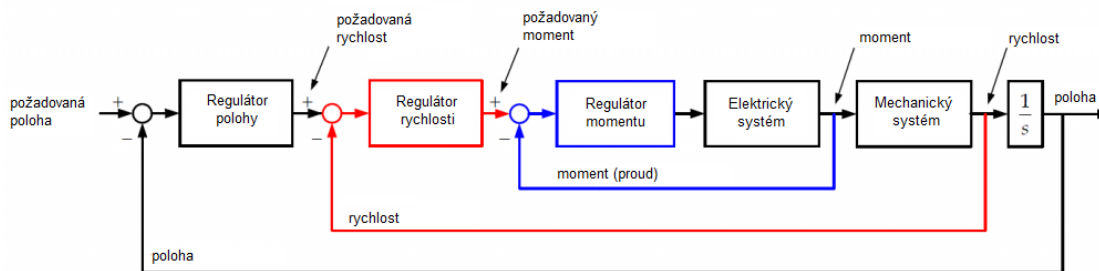 požadovaná
rychlost
požadovaný
moment
moment
rychlost
požadovaná
poloha
+
−
Regulátor
polohy
+
−
Regulátor
rychlosti
+
−
Regulátor
momentu
Elektrický
systém
Mechanický
systém
1
s
poloha
moment (proud)
rychlost
poloha